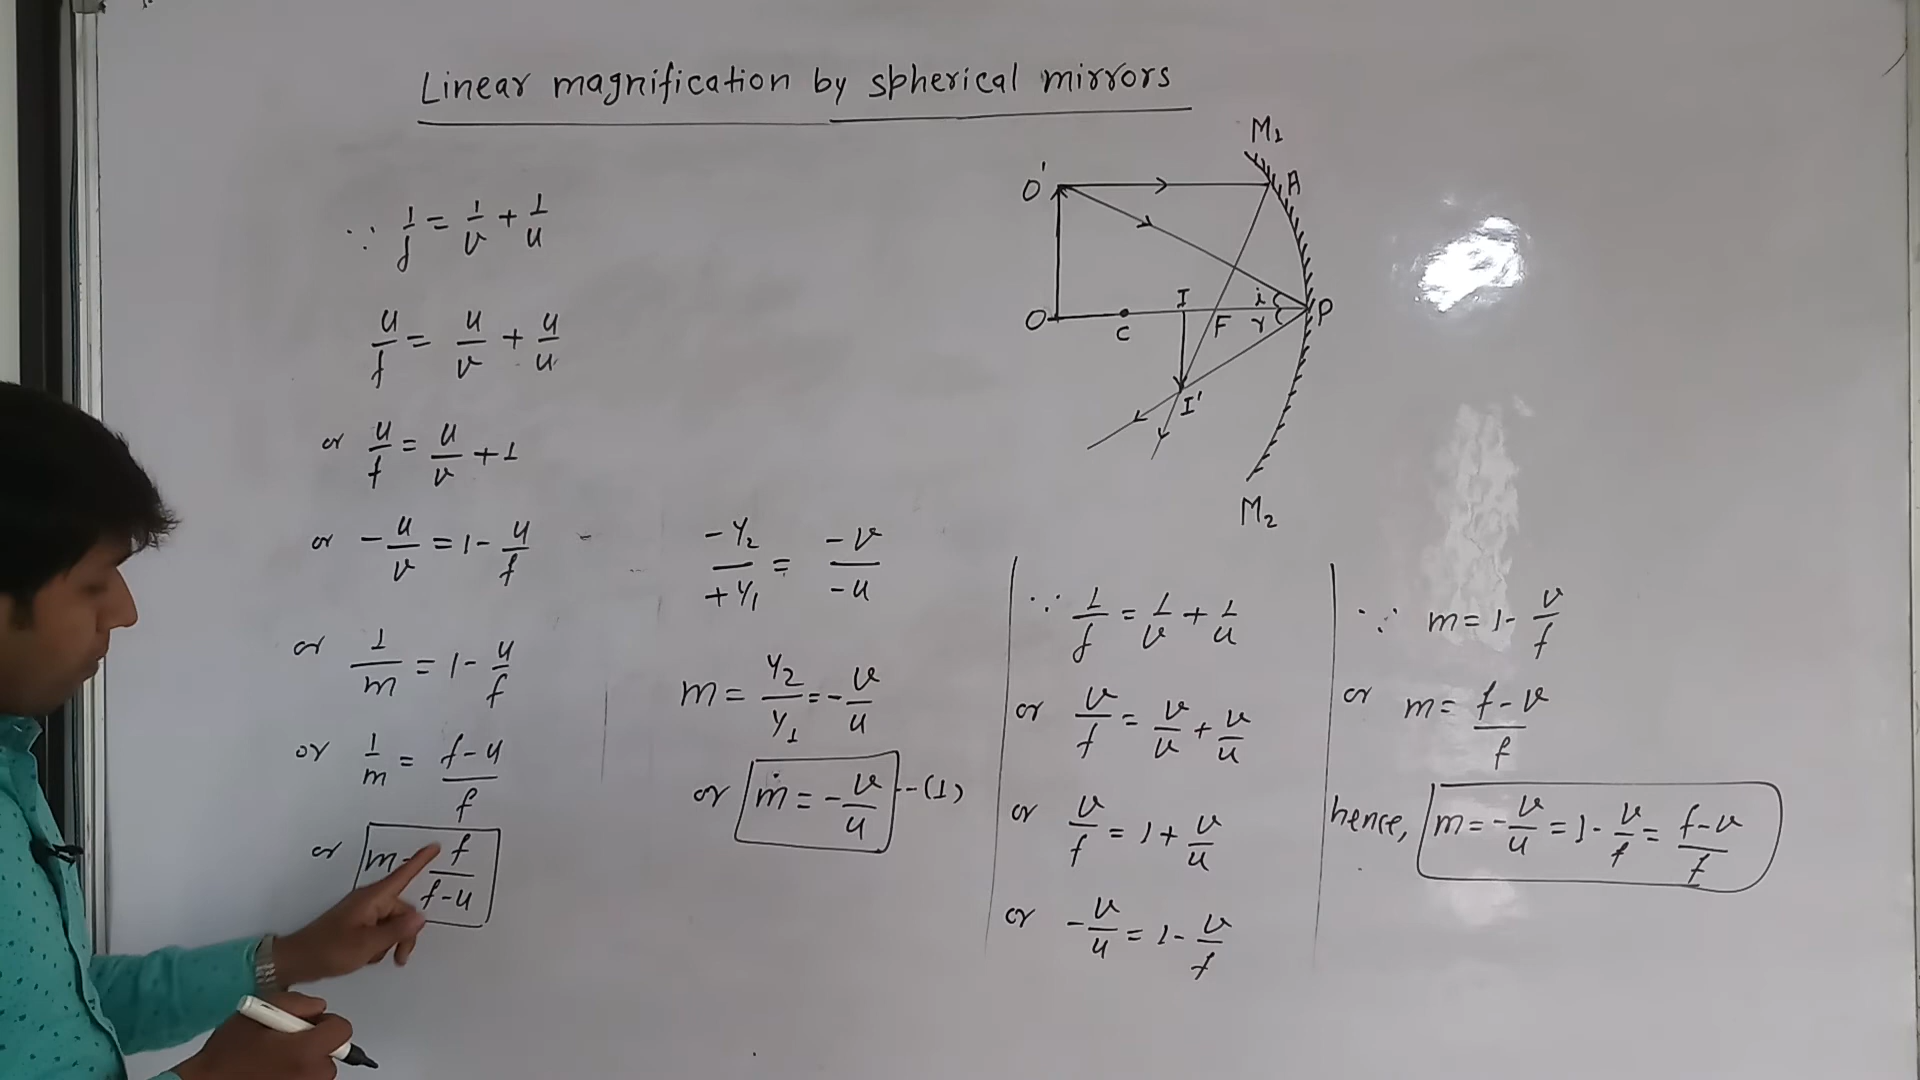 Linear magnification by spherical mirrors
∵ 1/f = 1/v + 1/u
u/f = u/v + u/u
or u/f = u/v + 1
or -u/v = 1 - u/f
or 1/m = 1 - u/f
or 1/m = f-u/f
or m = f/f-u
-y₂/+y₁ = -v/-u
m = y₂/y₁ = -v/u
or m = -v/u -(1)
M₁
O'
A
O
C
I
F
i
r
P
I'
M₂
∵ 1/f = 1/v + 1/u
or v/f = v/v + v/u
or v/f = 1 + v/u
or -v/u = 1 - v/f
∵ m = 1 - v/f
or m = f-v/f
hence, m = -v/u = 1 - v/f = f-v/f